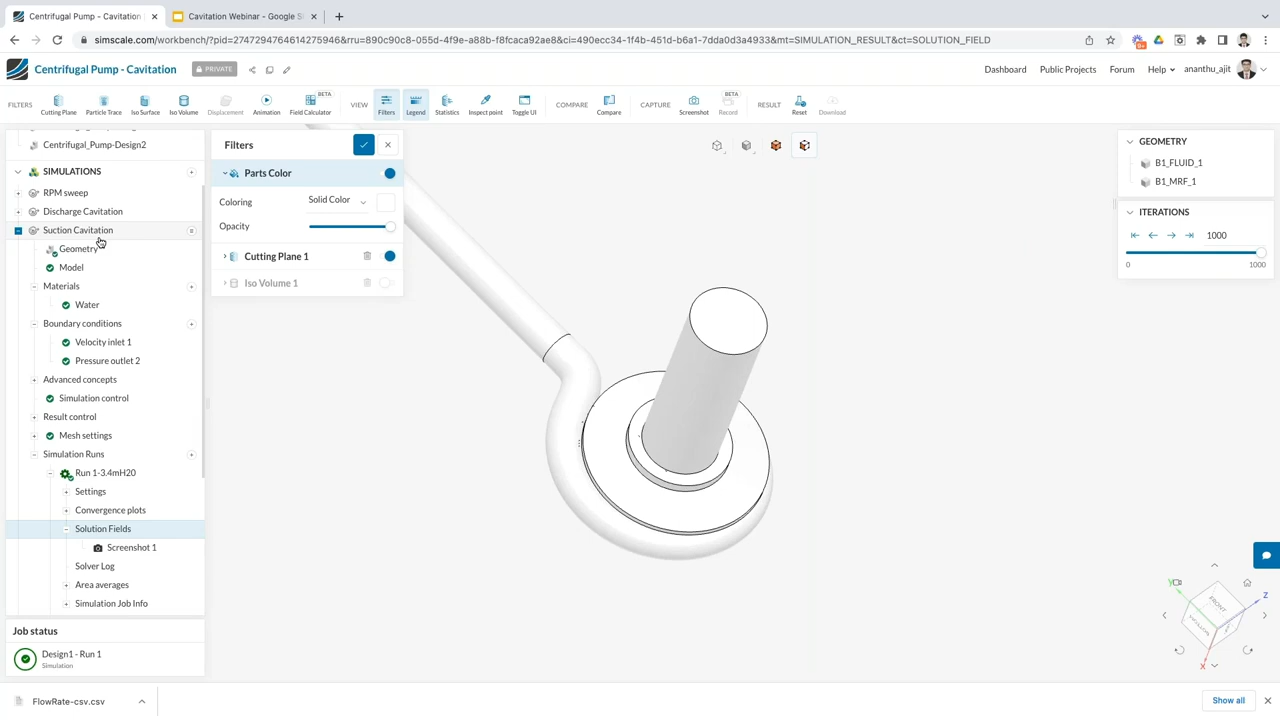 Centrifugal Pump - Cavitation
Cavitation Webinar - Google Sl
simscale.com/workbench/?pid=2747294764614275946&rru=890c90c8-055d-4f9e-a88b-f8fcaca92ae8&ci=490ecc34-1f4b-451d-b6a1-7dda0d3a4933&mt=SIMULATION_RESULT&ct=SOLUTION_FIELD
Centrifugal Pump - Cavitation
PRIVATE
Dashboard Public Projects Forum Help ananthu_ajit
FILTERS Cutting Plane Particle Trace Iso Surface Iso Volume Displacement Animation BETA Field Calculator VIEW Filters Legend Statistics Inspect point Toggle UI COMPARE Compare CAPTURE Screenshot BETA Record RESULT Reset Download
Centrifugal_Pump-Design2
SIMULATIONS
RPM sweep
Discharge Cavitation
Suction Cavitation
Geometry
Model
Materials
Water
Boundary conditions
Velocity inlet 1
Pressure outlet 2
Advanced concepts
Simulation control
Result control
Mesh settings
Simulation Runs
Run 1-3.4mH20
Settings
Convergence plots
Solution Fields
Screenshot 1
Solver Log
Area averages
Simulation Job Info
Job status
Design1 - Run 1
Simulation
Filters
Parts Color
Coloring Solid Color
Opacity
Cutting Plane 1
Iso Volume 1
GEOMETRY
B1_FLUID_1
B1_MRF_1
ITERATIONS
1000
0 1000
Y Z
FRONT
X
FlowRate-csv.csv
Show all